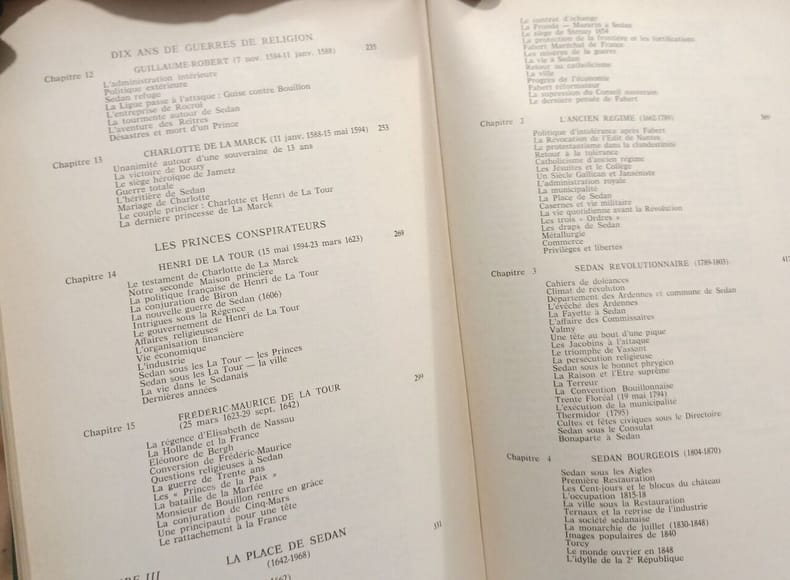 DIX ANS DE GUERRES DE RELIGION
Chapitre 12 GUILLAUME-ROBERT (7 nov. 1584-11 janv. 1588) 235
L'administration intérieure
Politique extérieure
Sedan refuge
La Ligue passe à l'attaque : Guise contre Bouillon
L'entreprise de Rocroi
La tourmente autour de Sedan
L'aventure des Reîtres
Désastres et mort d'un Prince
Chapitre 13 CHARLOTTE DE LA MARCK (11 janv. 1588-15 mai 1594) 253
Unanimité autour d'une souveraine de 13 ans
La victoire de Douzy
Le siège héroïque de Jametz
Guerre totale
L'héritière de Sedan
Mariage de Charlotte
Le couple princier : Charlotte et Henri de La Tour
La dernière princesse de La Marck
LES PRINCES CONSPIRATEURS
Chapitre 14 HENRI DE LA TOUR (15 mai 1594-23 mars 1623) 269
Le testament de Charlotte de La Marck
Notre seconde Maison princière
La politique française de Henri de La Tour
La conjuration de Biron
La nouvelle guerre de Sedan (1606)
Intrigues sous la Régence
Le gouvernement de Henri de La Tour
Affaires religieuses
L'organisation financière
Vie économique
L'industrie
Sedan sous les La Tour — les Princes
Sedan sous les La Tour — la ville
La vie dans le Sedanais
Dernières années
Chapitre 15 FRÉDÉRIC-MAURICE DE LA TOUR 299
(25 mars 1623-29 sept. 1642)
La régence d'Elisabeth de Nassau
La Hollande et la France
Eléonore de Bergh
Conversion de Frédéric-Maurice
Questions religieuses à Sedan
La guerre de Trente ans
Les « Princes de la Paix »
La bataille de la Marfée
Monsieur de Bouillon rentre en grâce
La conjuration de Cinq-Mars
Une principauté pour une tête
Le rattachement à la France
III LA PLACE DE SEDAN 331
(1642-1968)
Le contrat d'échange
La Fronde — Mazarin à Sedan
Le siège de Stenay 1654
La protection de la frontière et les fortifications
Fabert Maréchal de France
Les misères de la guerre
La vie à Sedan
Retour au catholicisme
La ville
Progrès de l'économie
Fabert réformateur
La supression du Conseil souverain
Le dernière pensée de Fabert
Chapitre 2 L'ANCIEN REGIME (1662-1789)
Politique d'intolérance après Fabert
La Révocation de l'Edit de Nantes
Le protestantisme dans la clandestinité
Retour à la tolérance
Catholicisme d'ancien régime
Les Jésuites et le Collège
Un Siècle Gallican et Janséniste
L'administration royale
La municipalité
La Place de Sedan
Casernes et vie militaire
La vie quotidienne avant la Révolution
Les trois « Ordres »
Les draps de Sedan
Métallurgie
Commerce
Privilèges et libertés
Chapitre 3 SEDAN REVOLUTIONNAIRE (1789-1803)
Cahiers de doléances
Climat de révoluton
Département des Ardennes et commune de Sedan
L'évêché des Ardennes
La Fayette à Sedan
L'affaire des Commissaires
Valmy
Une tête au bout d'une pique
Les Jacobins à l'attaque
Le triomphe de Vassant
La persécution religieuse
Sedan sous le bonnet phrygien
La Raison et l'Etre suprême
La Terreur
La Convention Bouillonnaise
Trente Floréal (19 mai 1794)
L'exécution de la municipalité
Thermidor (1795)
Cultes et fêtes civiques sous le Directoire
Sedan sous le Consulat
Bonaparte à Sedan
Chapitre 4 SEDAN BOURGEOIS (1804-1870)
Sedan sous les Aigles
Première Restauration
Les Cent-jours et le blocus du château
L'occupation 1815-18
La ville sous la Restauration
Ternaux et la reprise de l'industrie
La société sedanaise
La monarchie de juillet (1830-1848)
Images populaires de 1840
Torcy
Le monde ouvrier en 1848
L'idylle de la 2e République